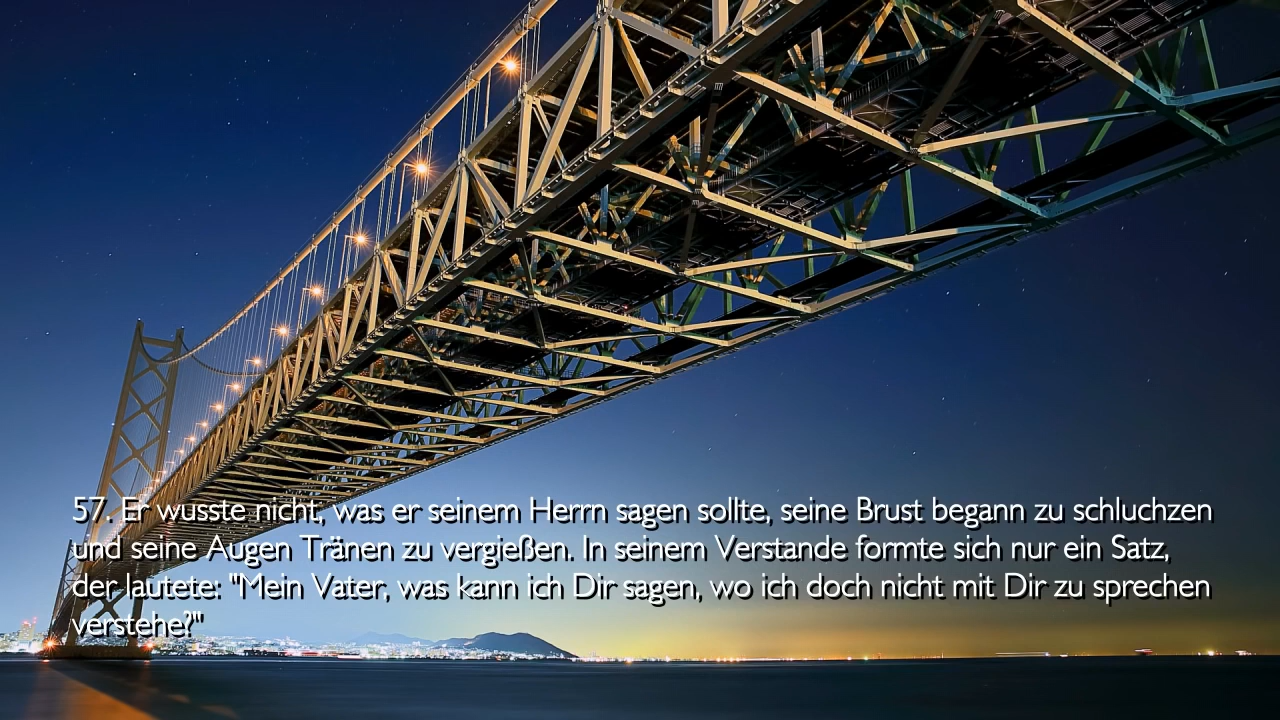 57. Er wusste nicht, was er seinem Herrn sagen sollte, seine Brust begann zu schluchzen
und seine Augen Tränen zu vergießen. In seinem Verstande formte sich nur ein Satz,
der lautete: "Mein Vater, was kann ich Dir sagen, wo ich doch nicht mit Dir zu sprechen
verstehe?"